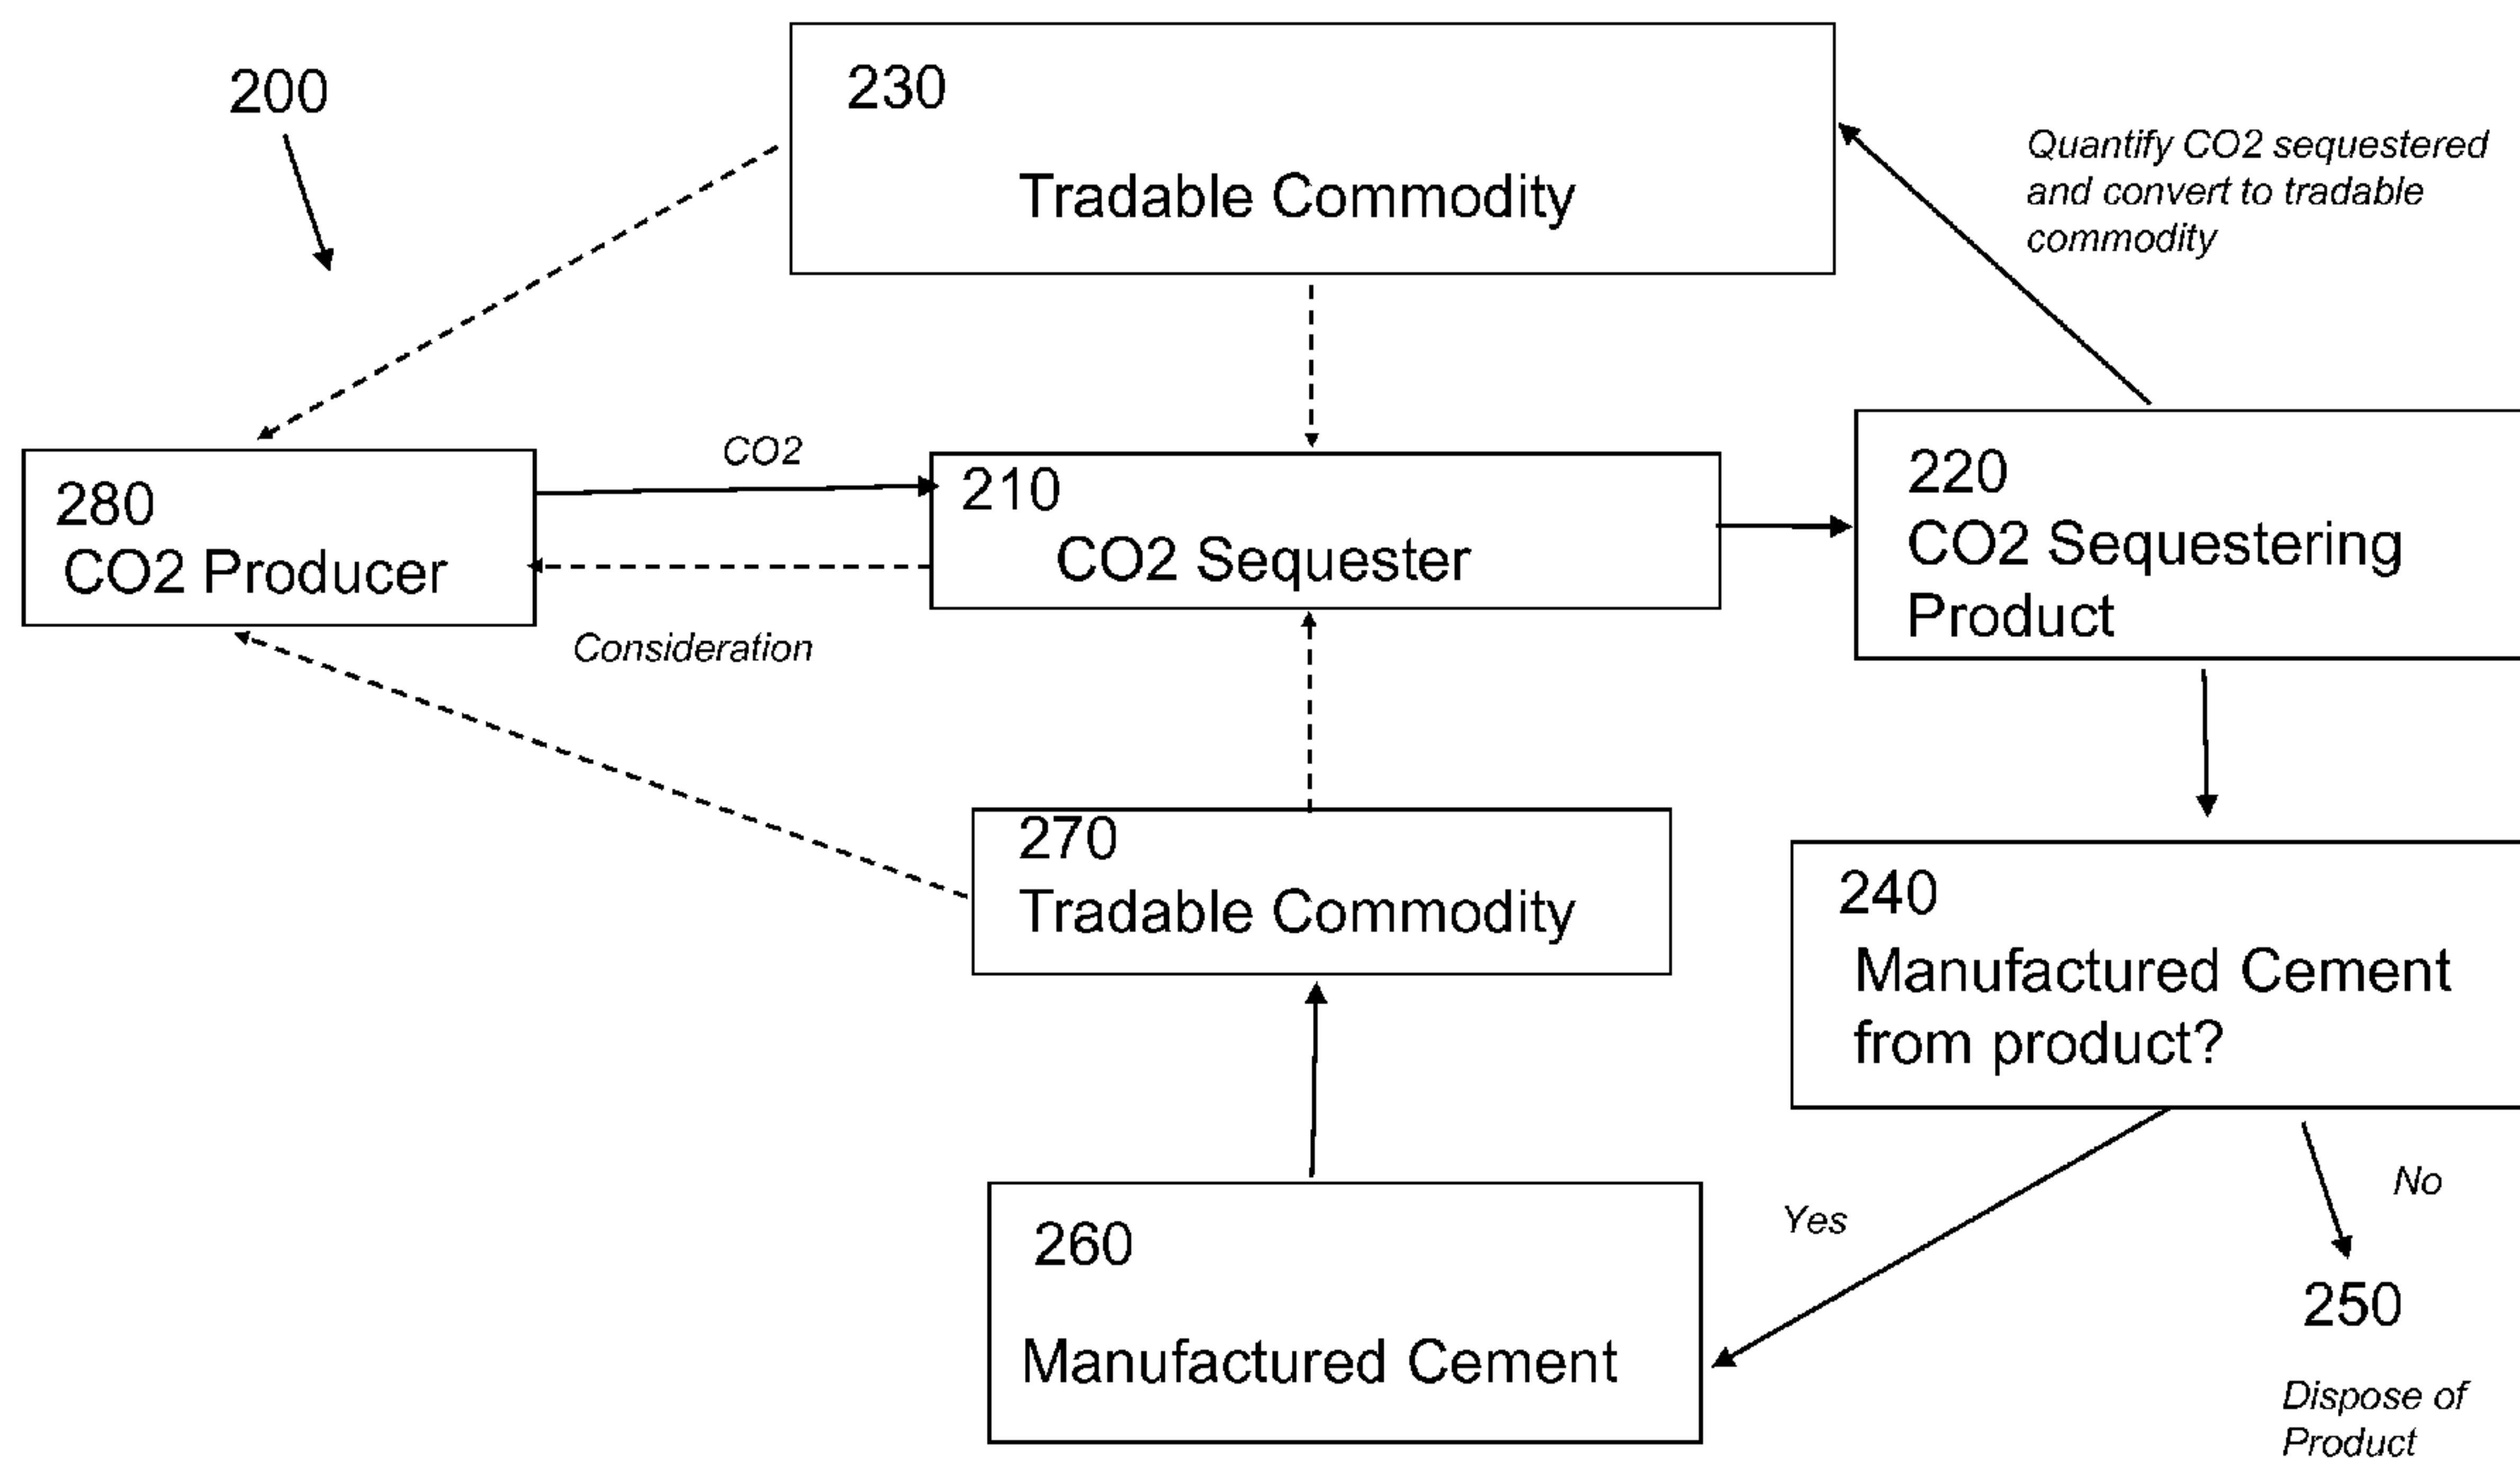 200
230
Tradable Commodity
Quantify CO2 sequestered
and convert to tradable
commodity
280
CO2 Producer
CO2
Consideration
210
CO2 Sequester
220
CO2 Sequestering
Product
270
Tradable Commodity
240
Manufactured Cement
from product?
260
Manufactured Cement
Yes
No
250
Dispose of
Product